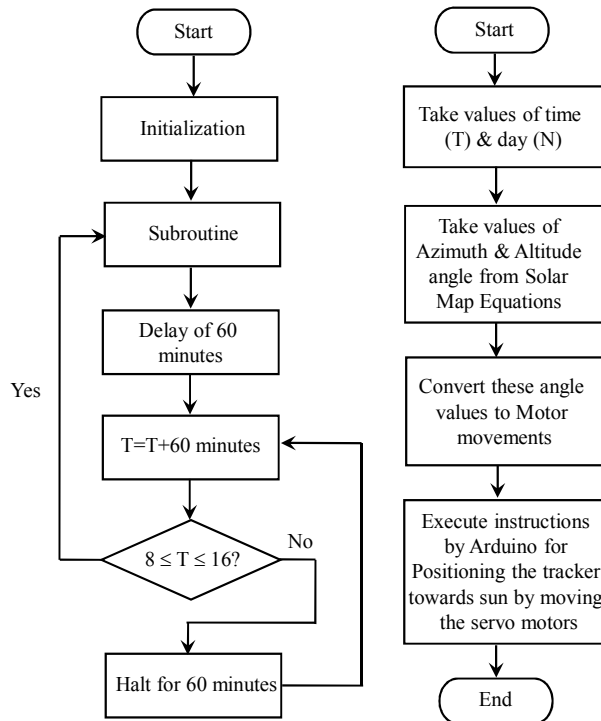 Start
Initialization
Subroutine
Delay of 60
minutes
Yes
T=T+60 minutes
8 ≤ T ≤ 16?
No
Halt for 60 minutes
Start
Take values of time
(T) & day (N)
Take values of
Azimuth & Altitude
angle from Solar
Map Equations
Convert these angle
values to Motor
movements
Execute instructions
by Arduino for
Positioning the tracker
towards sun by moving
the servo motors
End